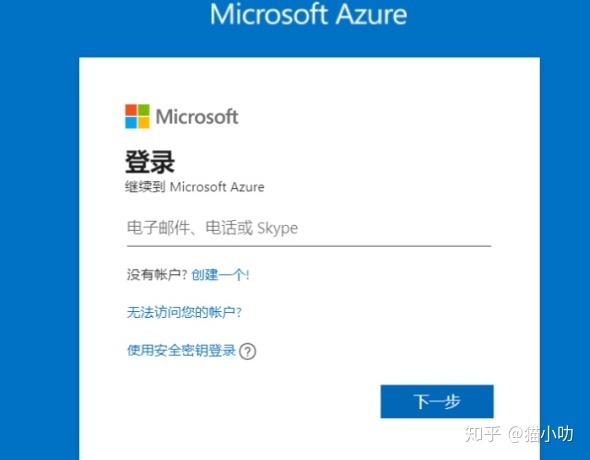 Microsoft Azure
Microsoft
登录
继续到 Microsoft Azure
电子邮件、电话或 Skype
没有帐户? 创建一个!
无法访问您的帐户?
使用安全密钥登录 ?
下一步
知乎 @猫小叻